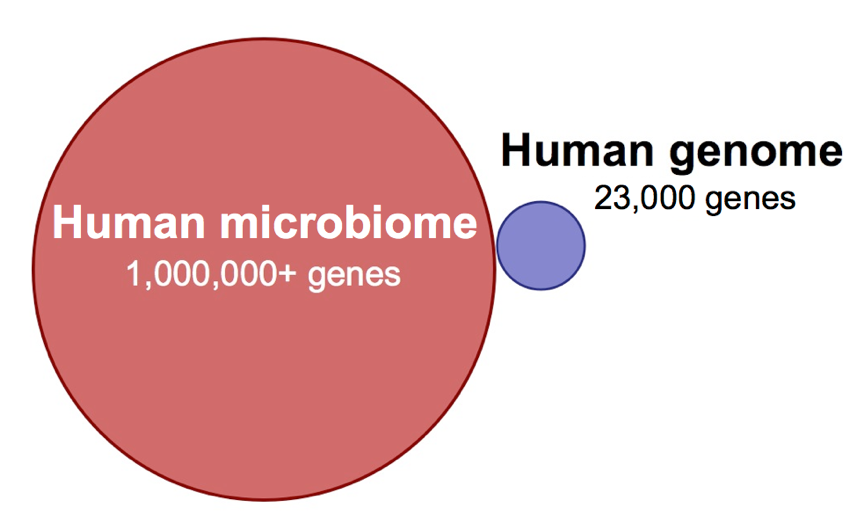 Human microbiome
1,000,000+ genes
Human genome
23,000 genes